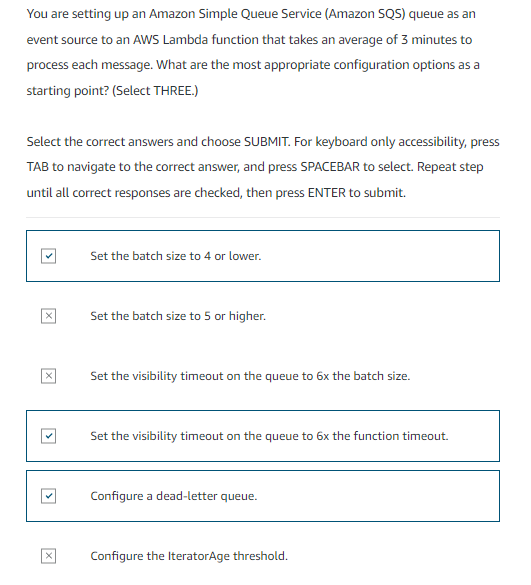 You are setting up an Amazon Simple Queue Service (Amazon SQS) queue as an
event source to an AWS Lambda function that takes an average of 3 minutes to
process each message. What are the most appropriate configuration options as a
starting point? (Select THREE.)
Select the correct answers and choose SUBMIT. For keyboard only accessibility, press
TAB to navigate to the correct answer, and press SPACEBAR to select. Repeat step
until all correct responses are checked, then press ENTER to submit.
Set the batch size to 4 or lower.
Set the batch size to 5 or higher.
Set the visibility timeout on the queue to 6x the batch size.
Set the visibility timeout on the queue to 6x the function timeout.
Configure a dead-letter queue.
Configure the IteratorAge threshold.